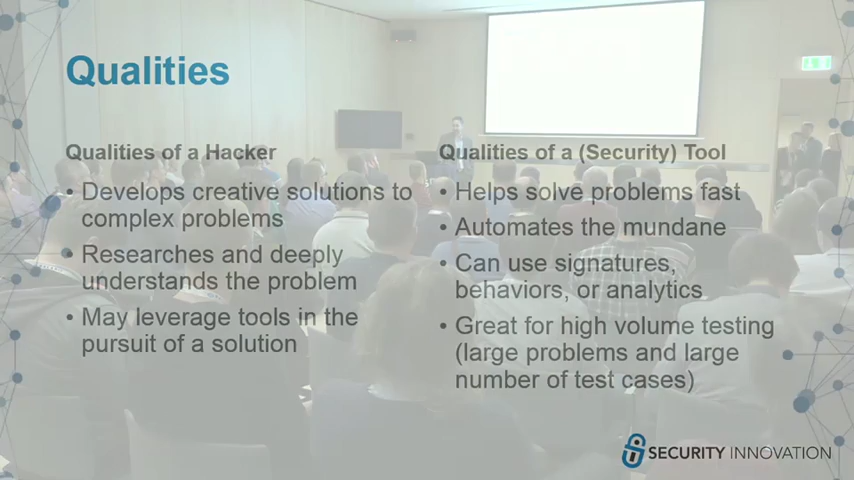 Qualities
Qualities of a Hacker
• Develops creative solutions to
complex problems
• Researches and deeply
understands the problem
• May leverage tools in the
pursuit of a solution
Qualities of a (Security) Tool
• Helps solve problems fast
• Automates the mundane
• Can use signatures,
behaviors, or analytics
• Great for high volume testing
(large problems and large
number of test cases)
SECURITY INNOVATION